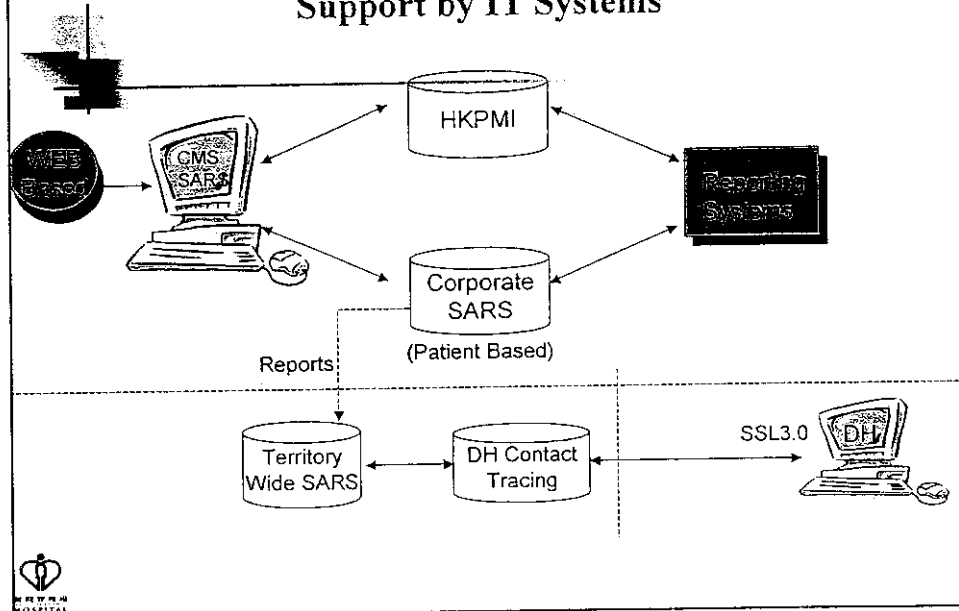 Support by IT Systems
HKPMI
WEB
Based
CMS
SARS
Reporting
Systems
Corporate
SARS
(Patient Based)
Reports
Territory
Wide SARS
DH Contact
Tracing
SSL3.0
DH
HOSPITAL